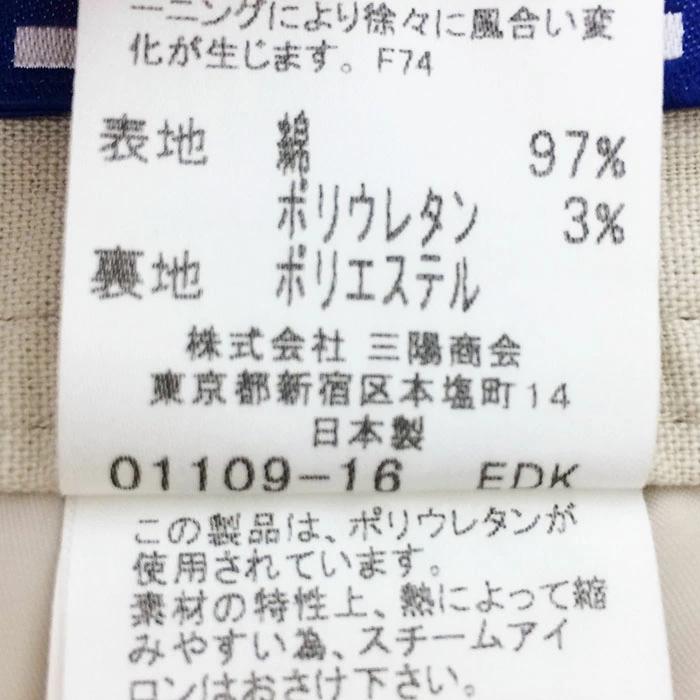 ーニングにより徐々に風合い変
化が生じます。F74
表地 綿 97%
ポリウレタン 3%
裏地 ポリエステル
株式会社 三陽商会
東京都新宿区本塩町14
日本製
01109-16 EDK
この製品は、ポリウレタンが
使用されています。
素材の特性上、熱によって縮
みやすい為、スチームアイ
ロンはおさけ下さい。